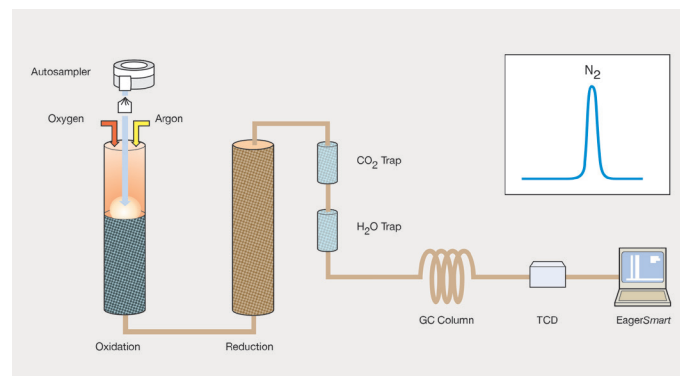 Autosampler
Oxygen
Argon
CO₂ Trap
H₂O Trap
N₂
GC Column
TCD
EagerSmart
Oxidation
Reduction